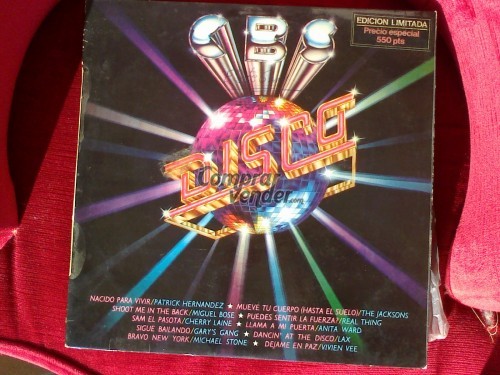 CBS
EDICION LIMITADA
Precio especial
550 pts
DISCO
Comprar
Vender.com
NACIDO PARA VIVIR/PATRICK HERNANDEZ ★ MUEVE TU CUERPO (HASTA EL SUELO)/THE JACKSONS
SHOOT ME IN THE BACK/MIGUEL BOSE ★ PUEDES SENTIR LA FUERZA?/REAL THING
SAM EL PASOTA/CHERRY LAINE ★ LLAMA A MI PUERTA/ANITA WARD
SIGUE BAILANDO/GARY'S GANG ★ DANCIN' AT THE DISCO/LAX
BRAVO NEW YORK/MICHAEL STONE ★ DEJAME EN PAZ/VIVIEN VEE